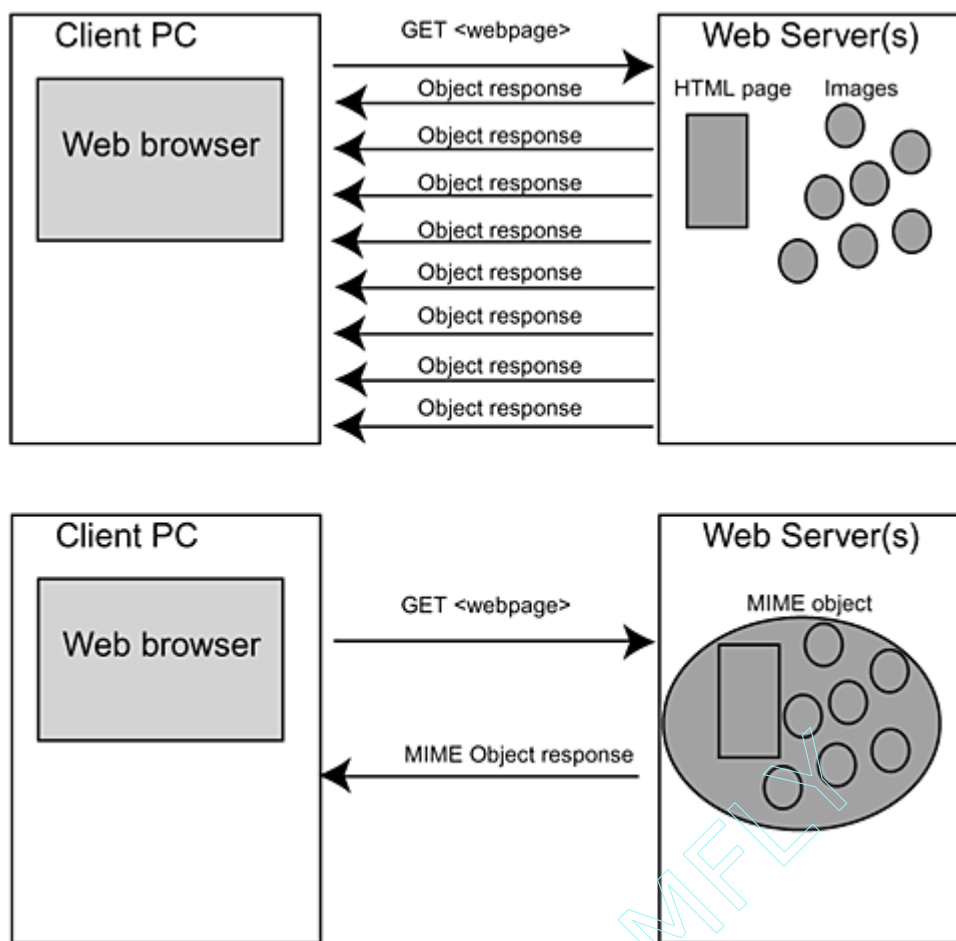 Client PC
GET <webpage>
Web Server(s)
Web browser
Object response
HTML page
Images
Object response
Object response
Object response
Object response
Object response
Object response
Object response
Client PC
Web Server(s)
Web browser
GET <webpage>
MIME object
MIME Object response
MFLY